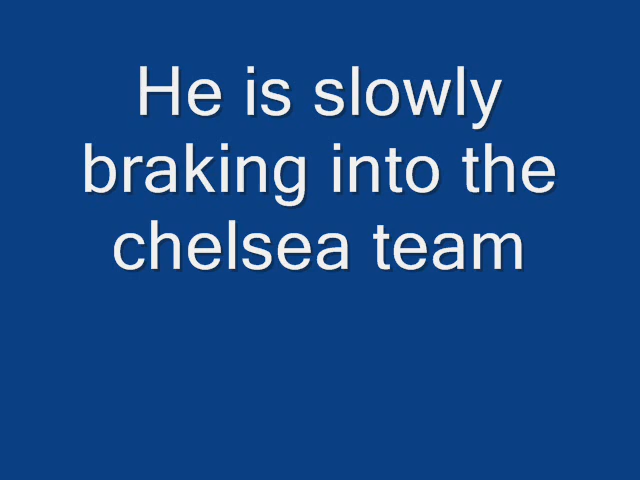 He is slowly
braking into the
chelsea team